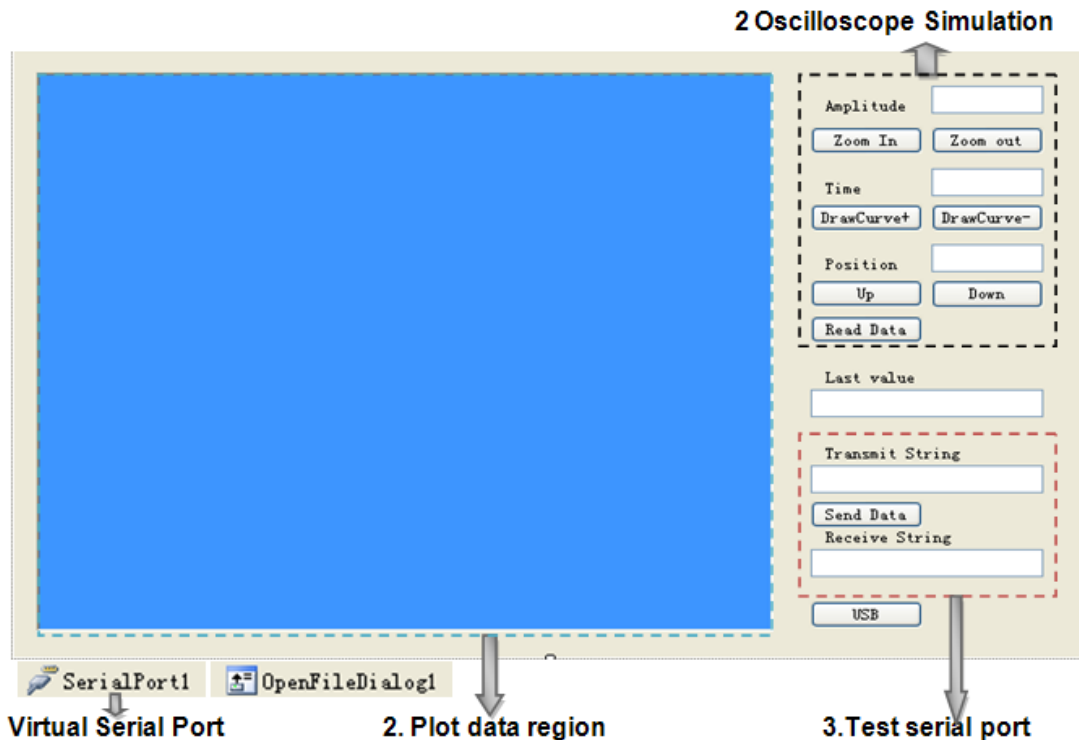 2 Oscilloscope Simulation
Amplitude
Zoom In Zoom out
Time
DrawCurve+ DrawCurve-
Position
Up Down
Read Data
Last value
Transmit String
Send Data
Receive String
USB
SerialPort1 OpenFileDialog1
Virtual Serial Port 2. Plot data region 3.Test serial port